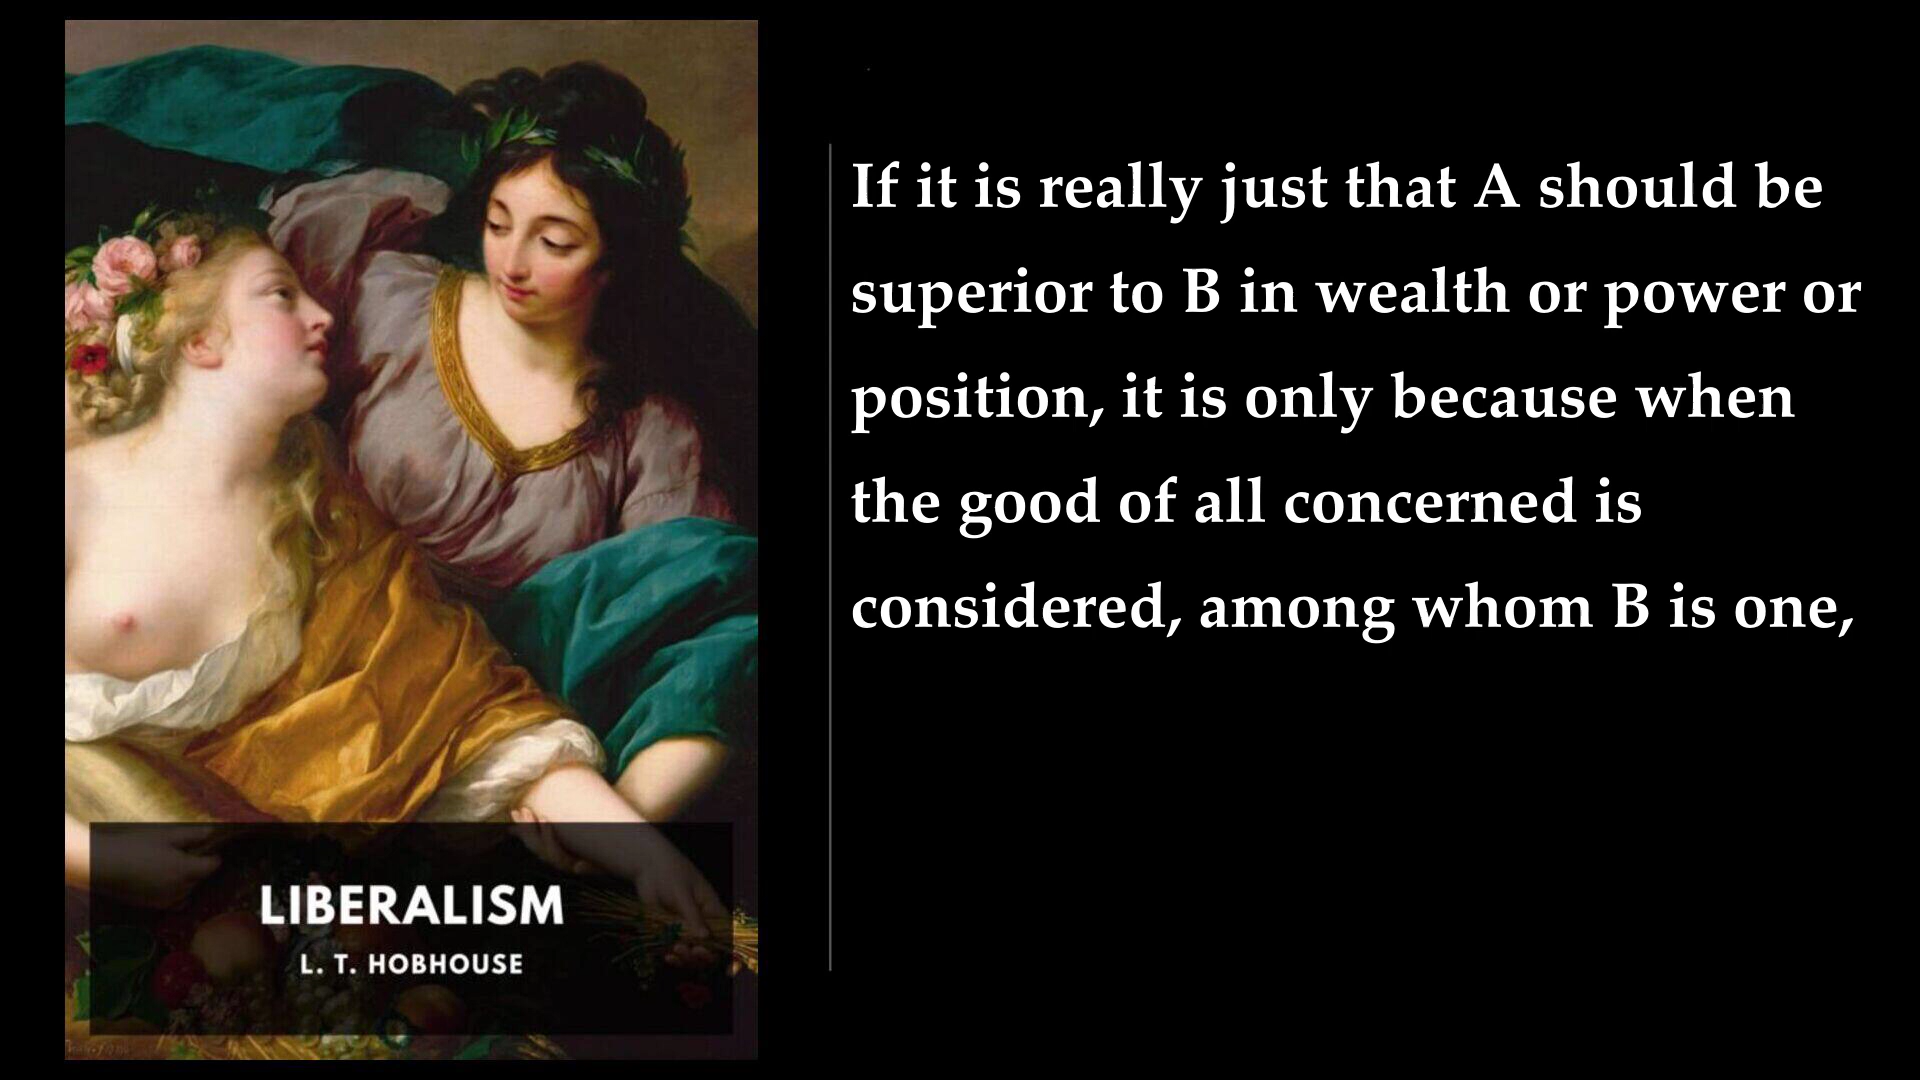 If it is really just that A should be
superior to B in wealth or power or
position, it is only because when
the good of all concerned is
considered, among whom B is one,
LIBERALISM
L. T. HOBHOUSE